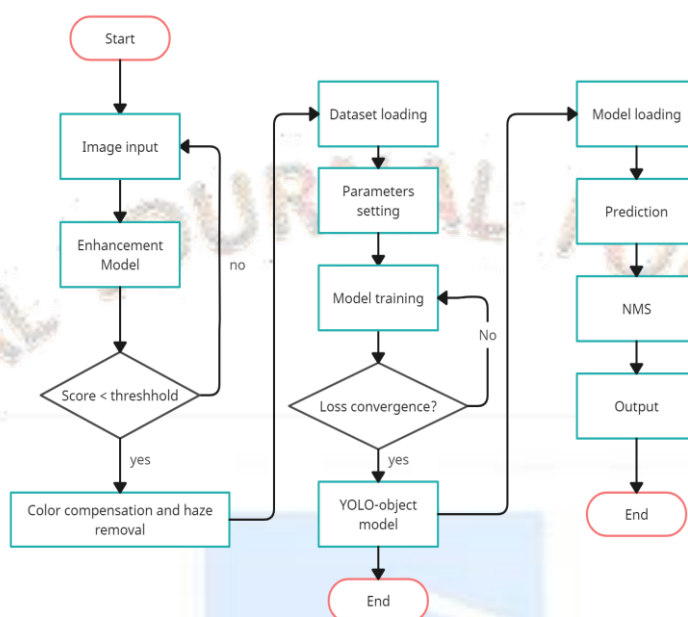 Start
Image input
Enhancement
Model
no
Score < threshhold
yes
Color compensation and haze
removal
Dataset loading
Parameters
setting
Model training
No
Loss convergence?
yes
YOLO-object
model
End
Model loading
Prediction
NMS
Output
End